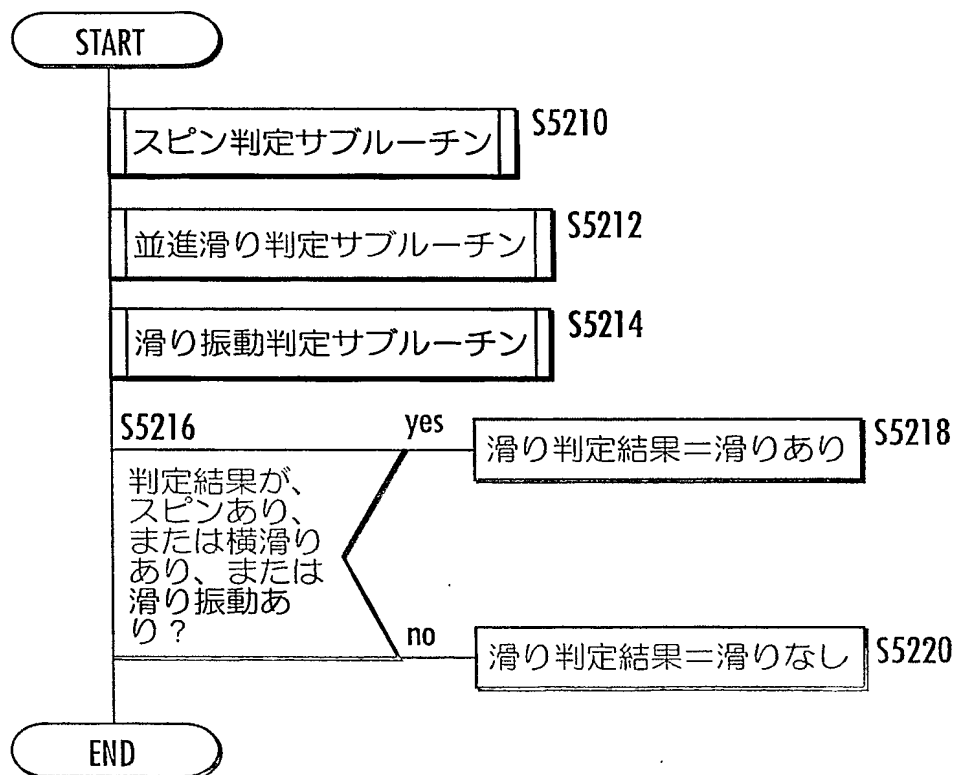 START
スピン判定サブルーチン
S5210
並進滑り判定サブルーチン
S5212
滑り振動判定サブルーチン
S5214
S5216
yes
滑り判定結果=滑りあり
S5218
判定結果が、
スピンあり、
または横滑り
あり、または
滑り振動あ
り?
no
滑り判定結果=滑りなし
S5220
END